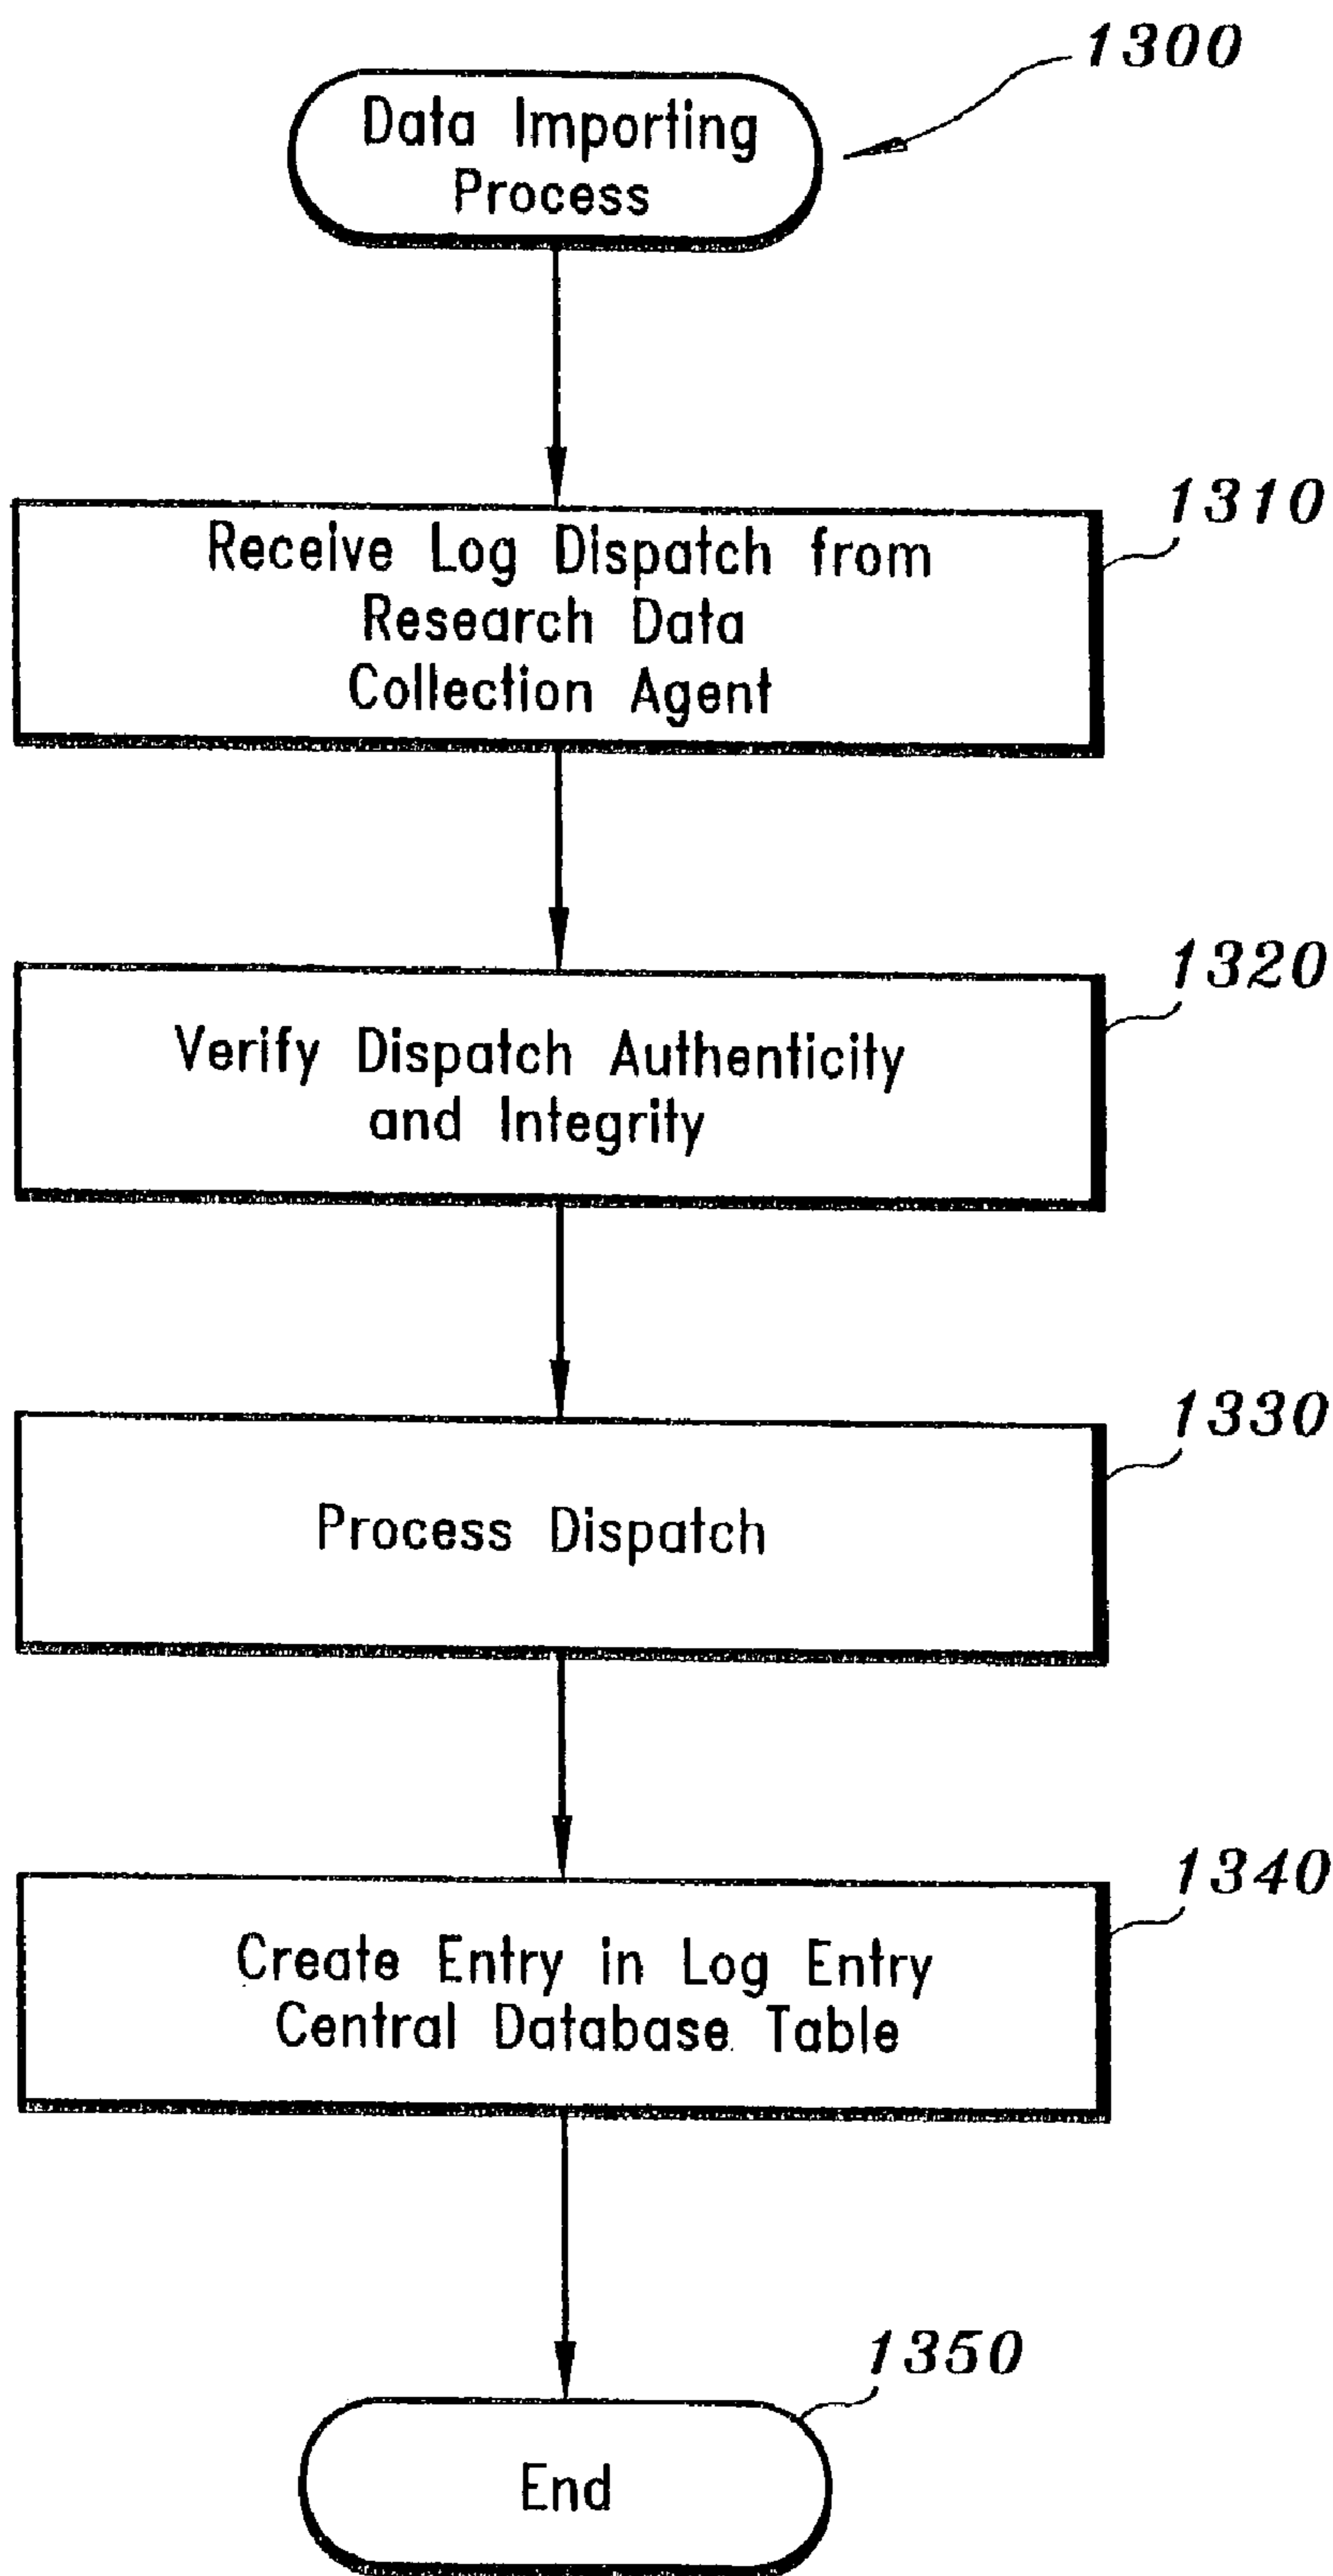 1300
Data Importing
Process
1310
Receive Log Dispatch from
Research Data
Collection Agent
1320
Verify Dispatch Authenticity
and Integrity
1330
Process Dispatch
1340
Create Entry in Log Entry
Central Database Table
1350
End